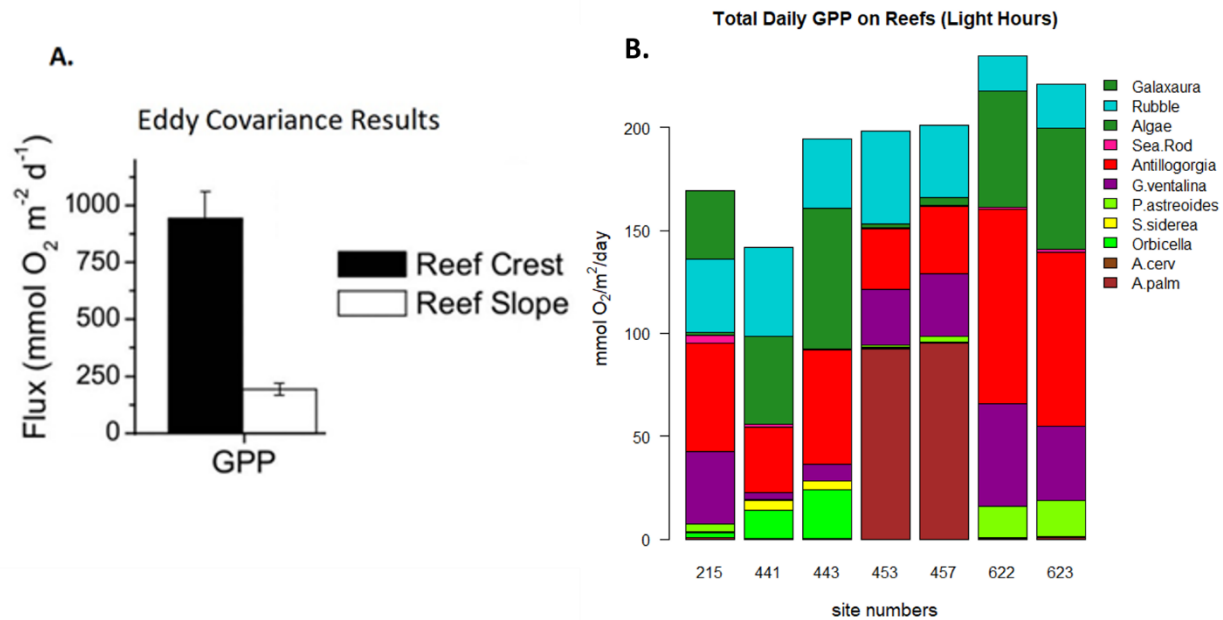 A.
Eddy Covariance Results
Flux (mmol O₂ m⁻² d⁻¹)
1000
750
500
250
0
GPP
Reef Crest
Reef Slope
Total Daily GPP on Reefs (Light Hours)
B.
mmol O₂/m²/day
200
150
100
50
0
215 441 443 453 457 622 623
site numbers
Galaxaura
Rubble
Algae
Sea.Rod
Antillogorgia
G.ventalina
P.astreoides
S.siderea
Orbicella
A.cerv
A.palm